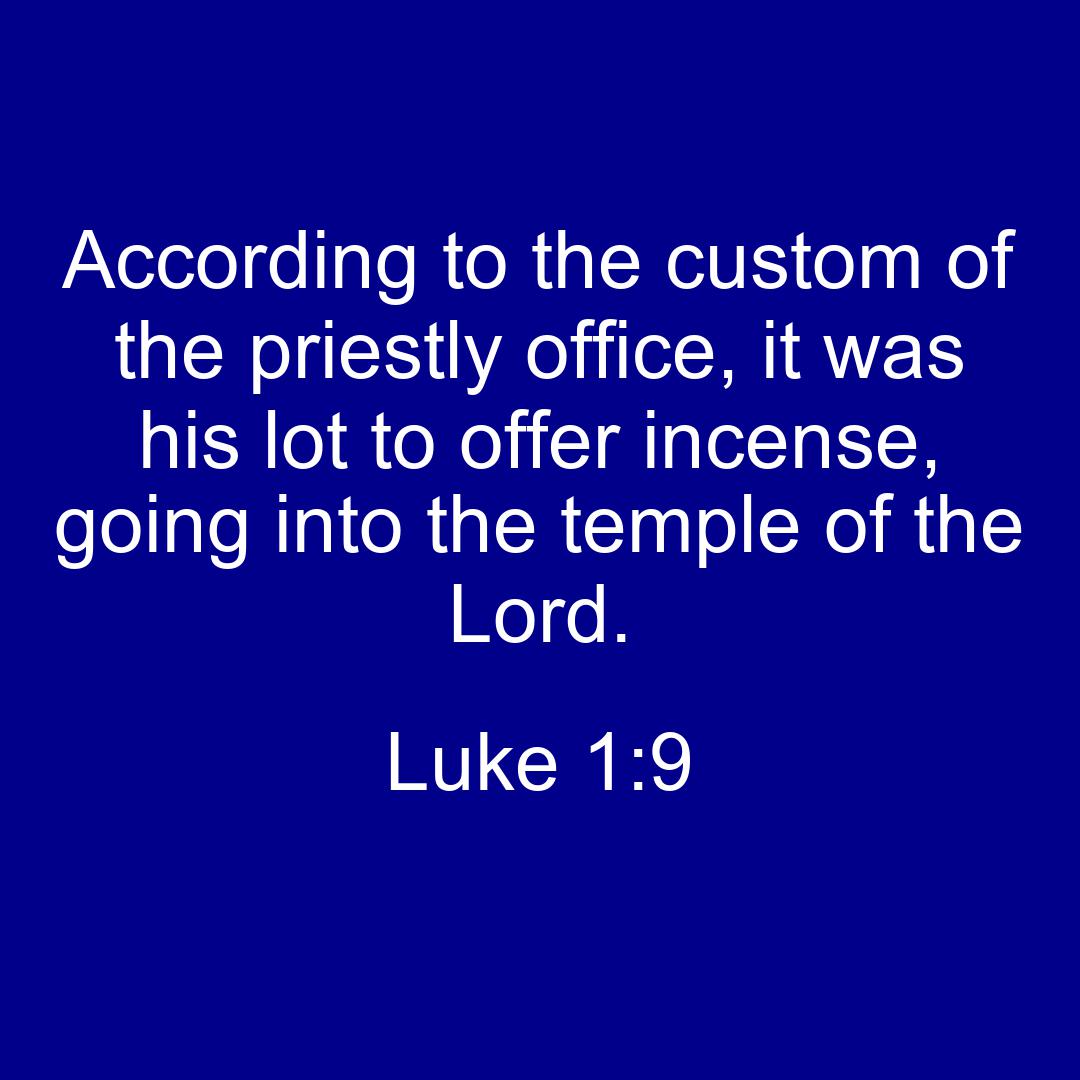 According to the custom of
the priestly office, it was
his lot to offer incense,
going into the temple of the
Lord.
Luke 1:9